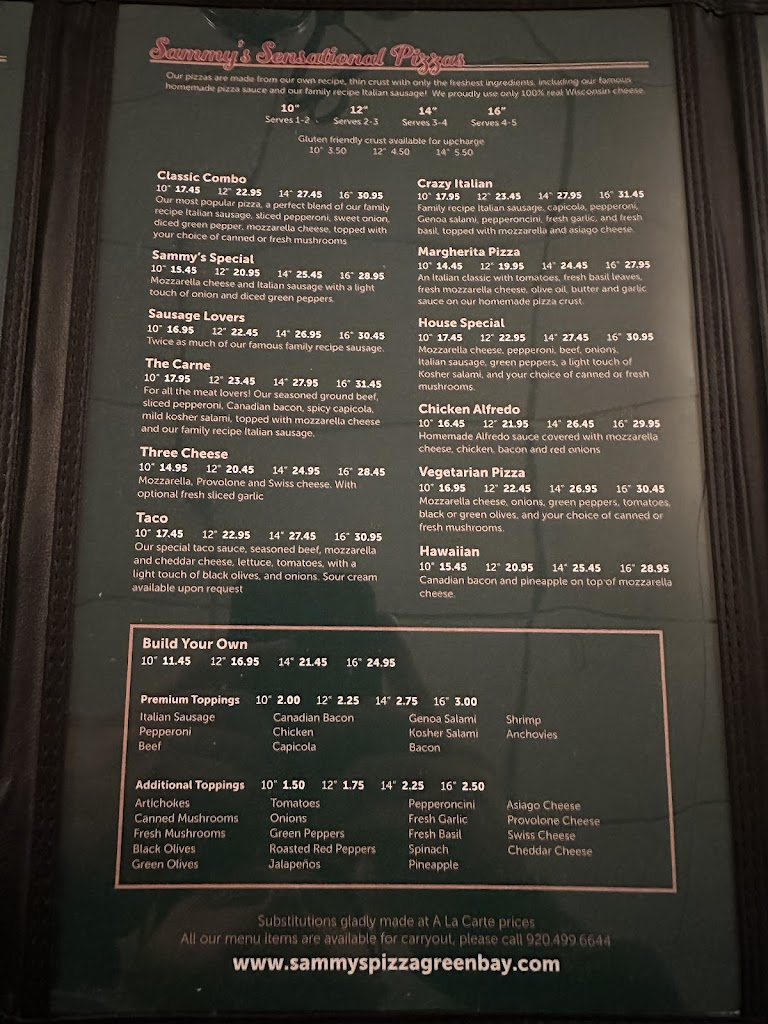 Sammy's Sensational Pizzas
Our pizzas are made from our own recipe, thin crust with only the freshest ingredients, including our famous
homemade pizza sauce and our family recipe Italian sausage! We proudly use only 100% real Wisconsin cheese.
10" 12" 14" 16"
Serves 1-2 Serves 2-3 Serves 3-4 Serves 4-5
Gluten friendly crust available for upcharge
10" 3.50 12" 4.50 14" 5.50
Classic Combo
10" 17.45 12" 22.95 14" 27.45 16" 30.95
Our most popular pizza, a perfect blend of our family
recipe Italian sausage, sliced pepperoni, sweet onion,
diced green pepper, mozzarella cheese, topped with
your choice of canned or fresh mushrooms
Sammy's Special
10" 15.45 12" 20.95 14" 25.45 16" 28.95
Mozzarella cheese and Italian sausage with a light
touch of onion and diced green peppers.
Sausage Lovers
10" 16.95 12" 22.45 14" 26.95 16" 30.45
Twice as much of our famous family recipe sausage.
The Carne
10" 17.95 12" 23.45 14" 27.95 16" 31.45
For all the meat lovers! Our seasoned ground beef,
sliced pepperoni, Canadian bacon, spicy capicola,
mild kosher salami, topped with mozzarella cheese
and our family recipe Italian sausage.
Three Cheese
10" 14.95 12" 20.45 14" 24.95 16" 28.45
Mozzarella, Provolone and Swiss cheese. With
optional fresh sliced garlic
Taco
10" 17.45 12" 22.95 14" 27.45 16" 30.95
Our special taco sauce, seasoned beef, mozzarella
and cheddar cheese, lettuce, tomatoes, with a
light touch of black olives, and onions. Sour cream
available upon request
Crazy Italian
10" 17.95 12" 23.45 14" 27.95 16" 31.45
Family recipe Italian sausage, capicola, pepperoni,
Genoa salami, pepperoncini, fresh garlic, and fresh
basil, topped with mozzarella and asiago cheese.
Margherita Pizza
10" 14.45 12" 19.95 14" 24.45 16" 27.95
An Italian classic with tomatoes, fresh basil leaves,
fresh mozzarella cheese, olive oil, butter and garlic
sauce on our homemade pizza crust.
House Special
10" 17.45 12" 22.95 14" 27.45 16" 30.95
Mozzarella cheese, pepperoni, beef, onions,
Italian sausage, green peppers, a light touch of
Kosher salami, and your choice of canned or fresh
mushrooms.
Chicken Alfredo
10" 16.45 12" 21.95 14" 26.45 16" 29.95
Homemade Alfredo sauce covered with mozzarella
cheese, chicken, bacon and red onions
Vegetarian Pizza
10" 16.95 12" 22.45 14" 26.95 16" 30.45
Mozzarella cheese, onions, green peppers, tomatoes,
black or green olives, and your choice of canned or
fresh mushrooms.
Hawaiian
10" 15.45 12" 20.95 14" 25.45 16" 28.95
Canadian bacon and pineapple on top of mozzarella
cheese.
Build Your Own
10" 11.45 12" 16.95 14" 21.45 16" 24.95
Premium Toppings 10" 2.00 12" 2.25 14" 2.75 16" 3.00
Italian Sausage Canadian Bacon Genoa Salami Shrimp
Pepperoni Chicken Kosher Salami Anchovies
Beef Capicola Bacon
Additional Toppings 10" 1.50 12" 1.75 14" 2.25 16" 2.50
Artichokes Tomatoes Pepperoncini Asiago Cheese
Canned Mushrooms Onions Fresh Garlic Provolone Cheese
Fresh Mushrooms Green Peppers Fresh Basil Swiss Cheese
Black Olives Roasted Red Peppers Spinach Cheddar Cheese
Green Olives Jalapeños Pineapple
Substitutions gladly made at A La Carte prices
All our menu items are available for carryout, please call 920.499.6644
www.sammyspizzagreenbay.com